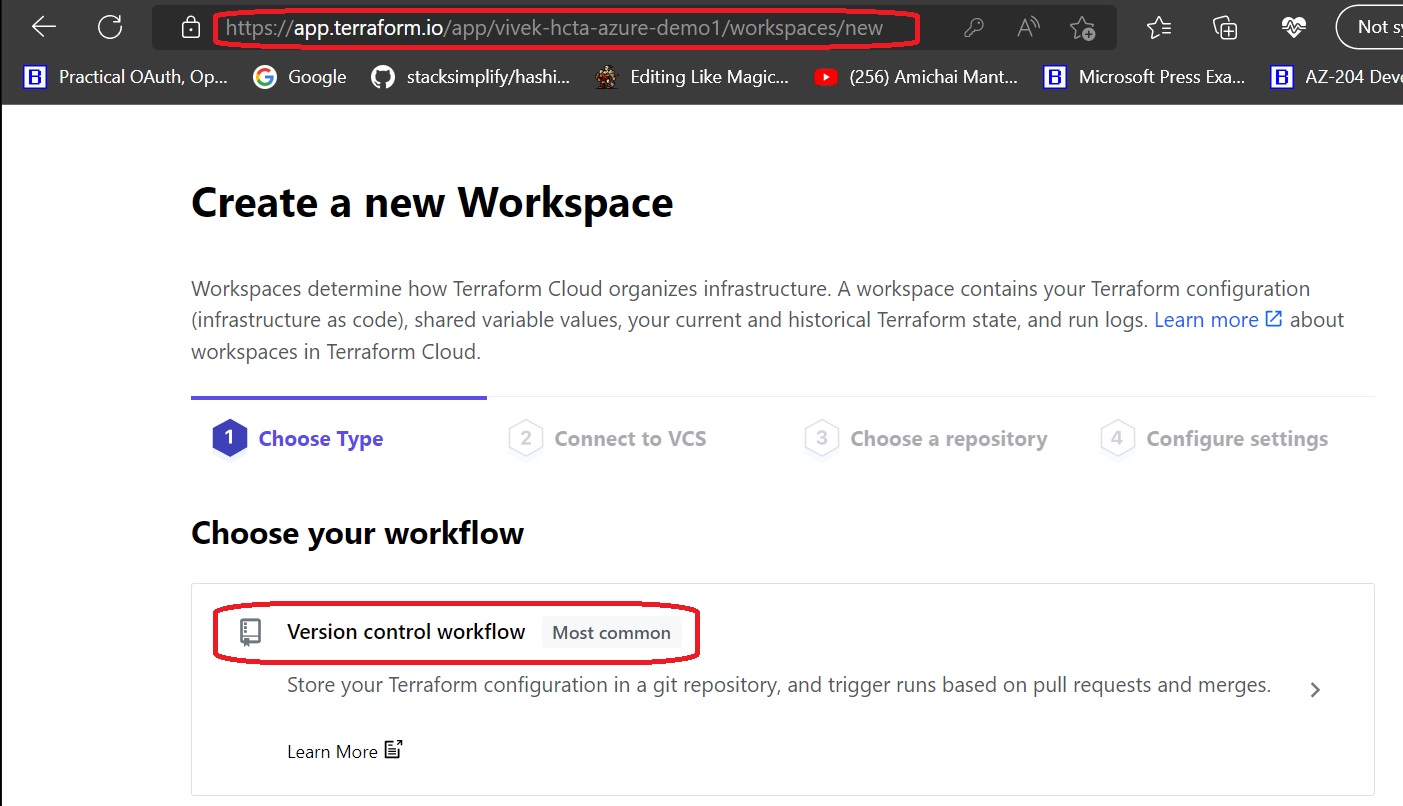 https://app.terraform.io/app/vivek-hcta-azure-demo1/workspaces/new
Not sy
Practical OAuth, Op... Google stacksimplify/hashi... Editing Like Magic... (256) Amichai Mant... Microsoft Press Exa... AZ-204 Deve
Create a new Workspace
Workspaces determine how Terraform Cloud organizes infrastructure. A workspace contains your Terraform configuration
(infrastructure as code), shared variable values, your current and historical Terraform state, and run logs. Learn more about
workspaces in Terraform Cloud.
1 Choose Type 2 Connect to VCS 3 Choose a repository 4 Configure settings
Choose your workflow
Version control workflow Most common
Store your Terraform configuration in a git repository, and trigger runs based on pull requests and merges.
Learn More